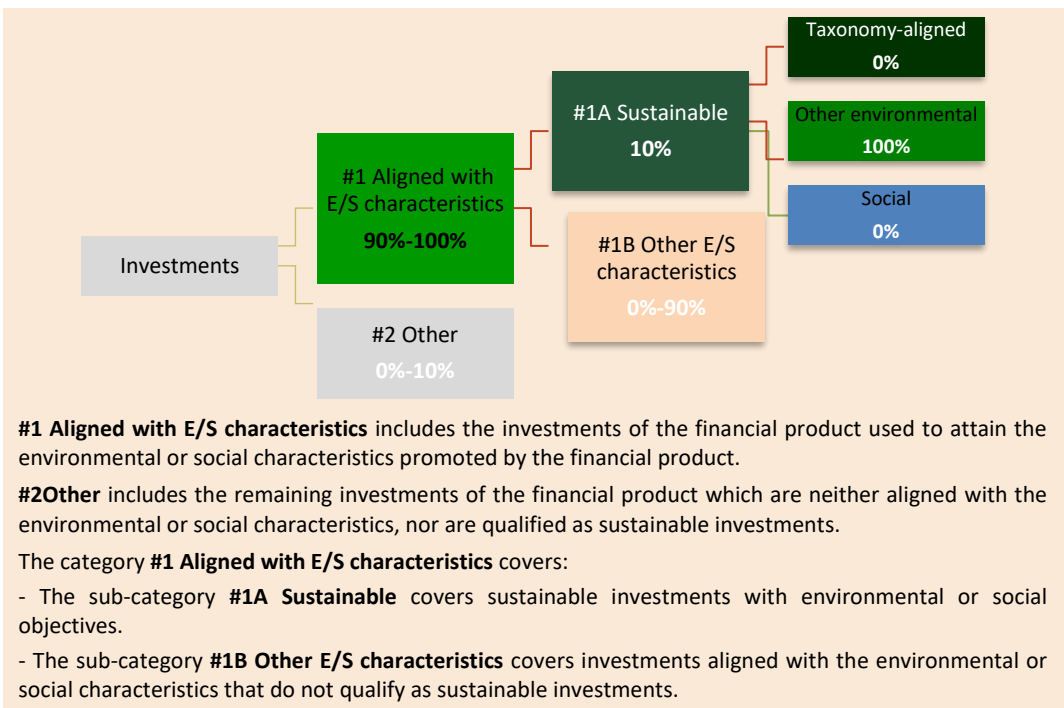 Taxonomy-aligned
0%
#1A Sustainable
10%
Other environmental
100%
#1 Aligned with
E/S characteristics
90%-100%
Social
0%
#1B Other E/S
characteristics
0%-90%
Investments
#2 Other
0%-10%
#1 Aligned with E/S characteristics includes the investments of the financial product used to attain the
environmental or social characteristics promoted by the financial product.
#2Other includes the remaining investments of the financial product which are neither aligned with the
environmental or social characteristics, nor are qualified as sustainable investments.
The category #1 Aligned with E/S characteristics covers:
- The sub-category #1A Sustainable covers sustainable investments with environmental or social
objectives.
- The sub-category #1B Other E/S characteristics covers investments aligned with the environmental or
social characteristics that do not qualify as sustainable investments.